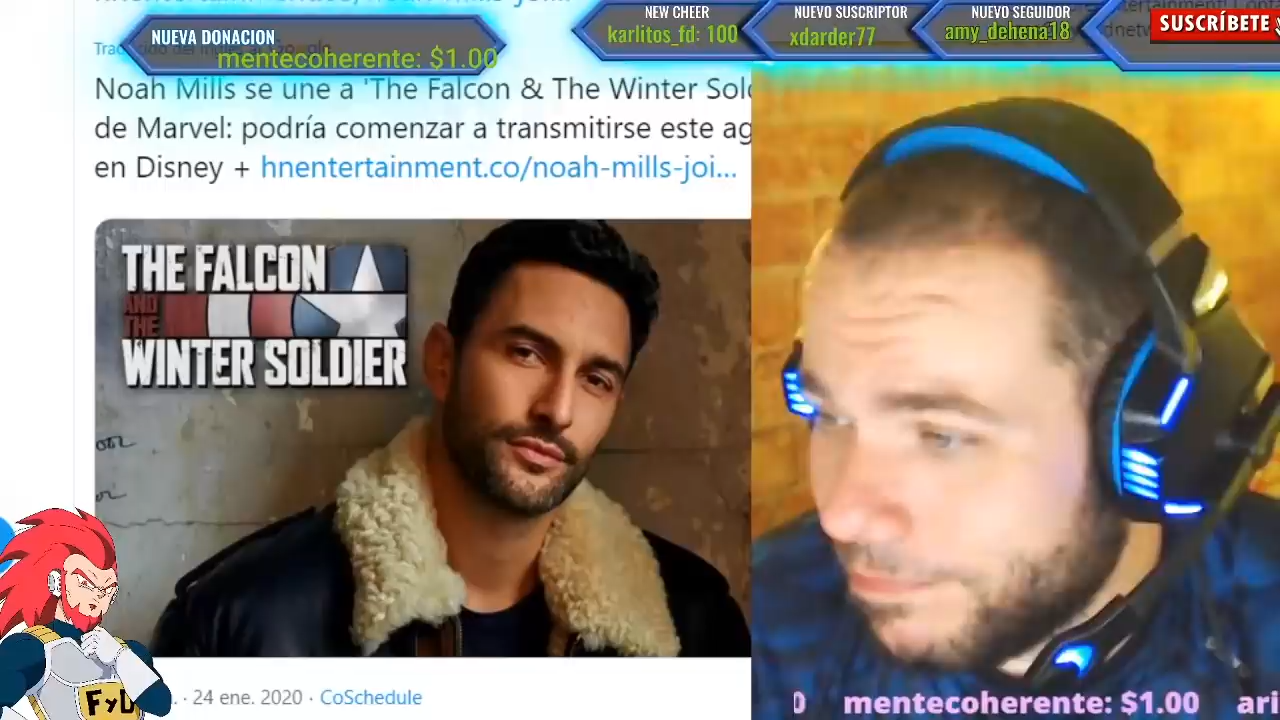 NUEVA DONACION
mentecoherente: $1.00
NEW CHEER
karlitos_fd: 100
NUEVO SUSCRIPTOR
xdarder77
NUEVO SEGUIDOR
amy_dehena18
SUSCRÍBETE
Noah Mills se une a 'The Falcon & The Winter
de Marvel: podría comenzar a transmitirse este
en Disney + hnentertainment.co/noah-mills-joi...
THE FALCON
AND THE
WINTER SOLDIER
· 24 ene. 2020 · CoSchedule
FyD
mentecoherente: $1.00 ari